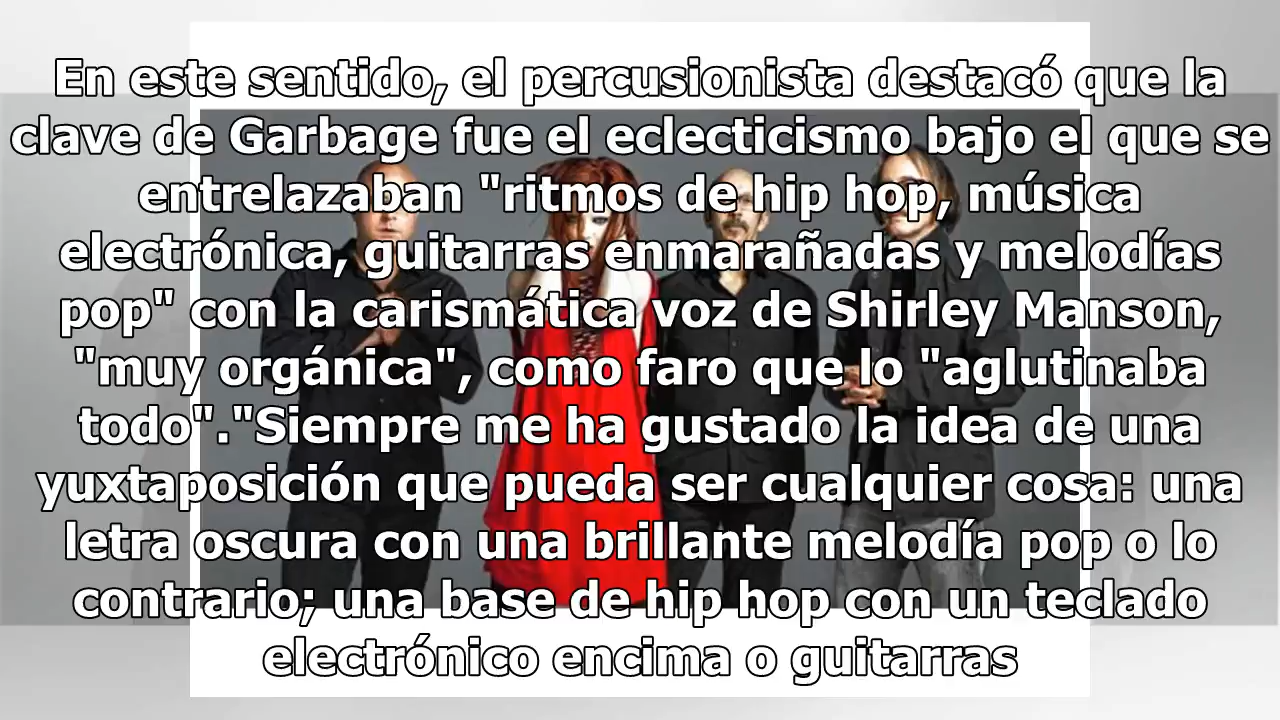 En este sentido, el percusionista destacó que la
clave de Garbage fue el eclecticismo bajo el que se
entrelazaban "ritmos de hip hop, música
electrónica, guitarras enmarañadas y melodías
pop" con la carismática voz de Shirley Manson,
"muy orgánica", como faro que lo "aglutinaba
todo"."Siempre me ha gustado la idea de una
yuxtaposición que pueda ser cualquier cosa: una
letra oscura con una brillante melodía pop o lo
contrario; una base de hip hop con un teclado
electrónico encima o guitarras